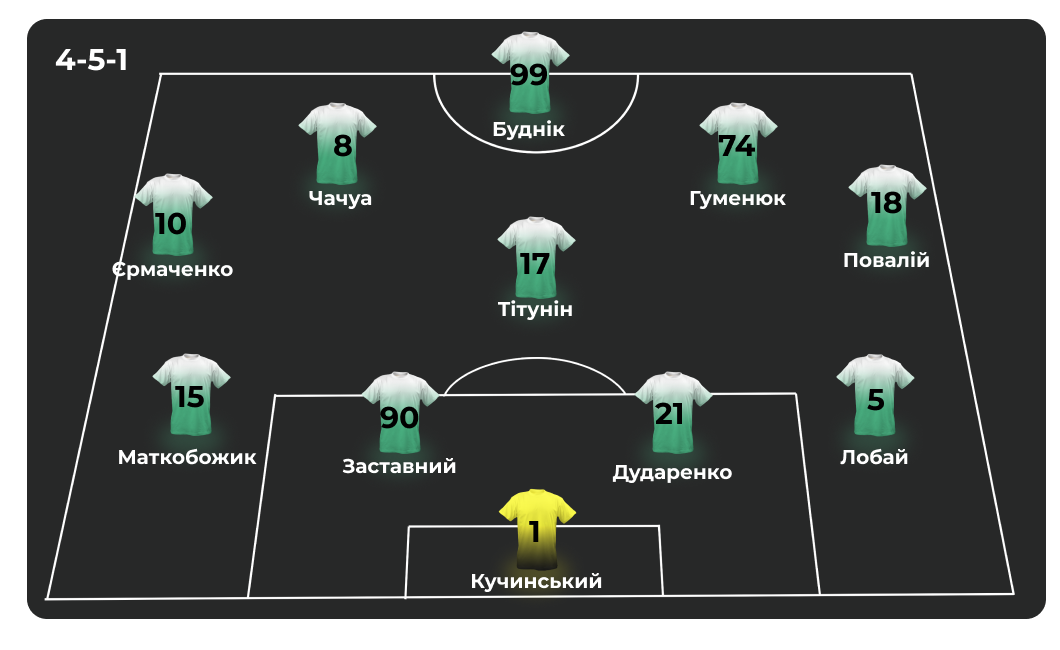 4-5-1
99
Буднік
8
Чачуа
74
Гуменюк
10
Єрмаченко
18
Повалій
17
Тітунін
15
Маткобожик
90
Заставний
21
Дударенко
5
Лобай
1
Кучинський